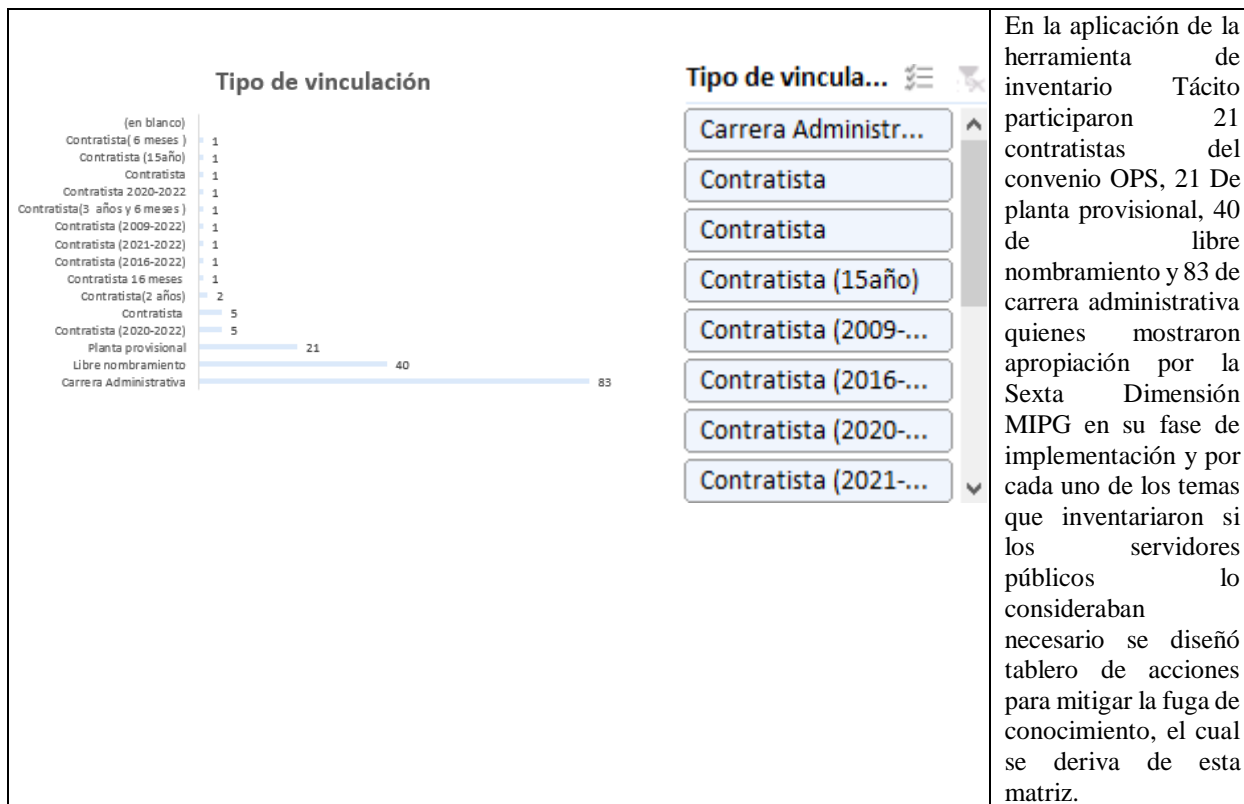 Tipo de vinculación
(en blanco)
Contratista( 6 meses ) 1
Contratista (15año) 1
Contratista 1
Contratista 2020-2022 1
Contratista(3 años y 6 meses ) 1
Contratista (2009-2022) 1
Contratista (2021-2022) 1
Contratista (2016-2022) 1
Contratista 16 meses 1
Contratista(2 años) 2
Contratista 5
Contratista (2020-2022) 5
Planta provisional 21
Libre nombramiento 40
Carrera Administrativa 83
Tipo de vincula...
Carrera Administr...
Contratista
Contratista
Contratista (15año)
Contratista (2009-...
Contratista (2016-...
Contratista (2020-...
Contratista (2021-...
En la aplicación de la
herramienta de
inventario Tácito
participaron 21
contratistas del
convenio OPS, 21 De
planta provisional, 40
de libre
nombramiento y 83 de
carrera administrativa
quienes mostraron
apropiación por la
Sexta Dimensión
MIPG en su fase de
implementación y por
cada uno de los temas
que inventariaron si
los servidores
públicos lo
consideraban
necesario se diseñó
tablero de acciones
para mitigar la fuga de
conocimiento, el cual
se deriva de esta
matriz.